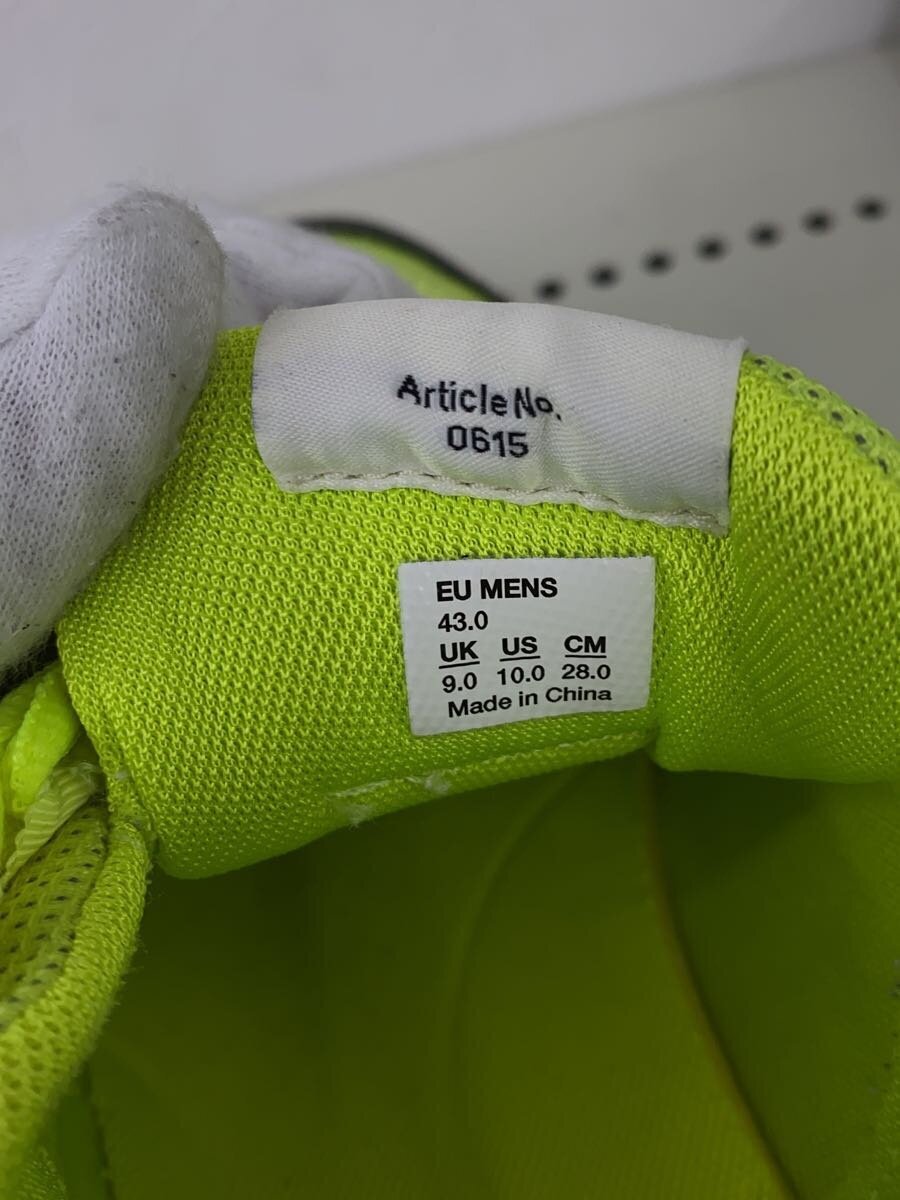 Article No.
0615
EU MENS
43.0
UK US CM
9.0 10.0 28.0
Made in China